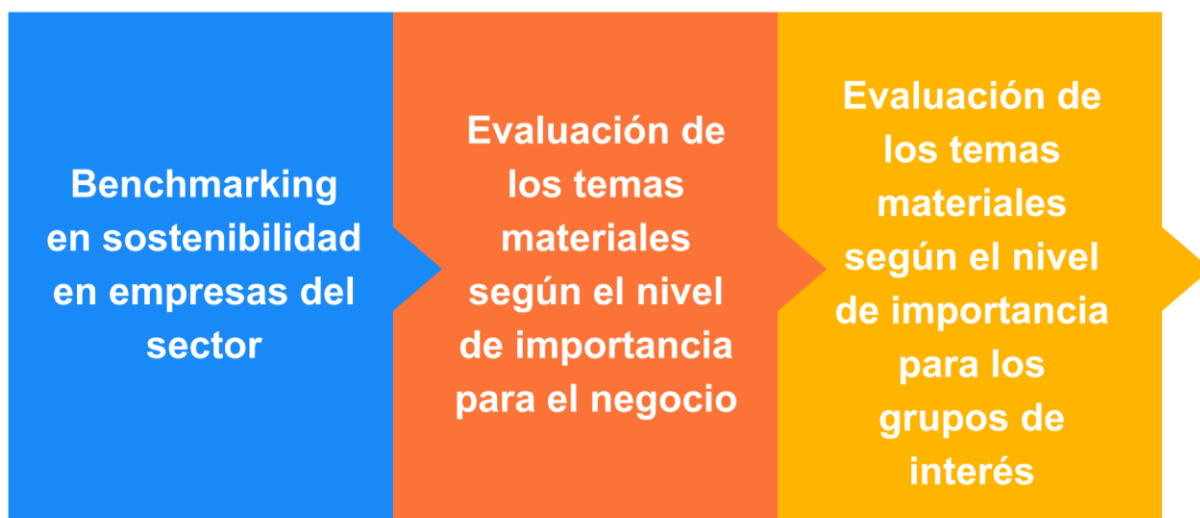 Benchmarking
en sostenibilidad
en empresas del
sector
Evaluación de
los temas
materiales
según el nivel
de importancia
para el negocio
Evaluación de
los temas
materiales
según el nivel
de importancia
para los
grupos de
interés